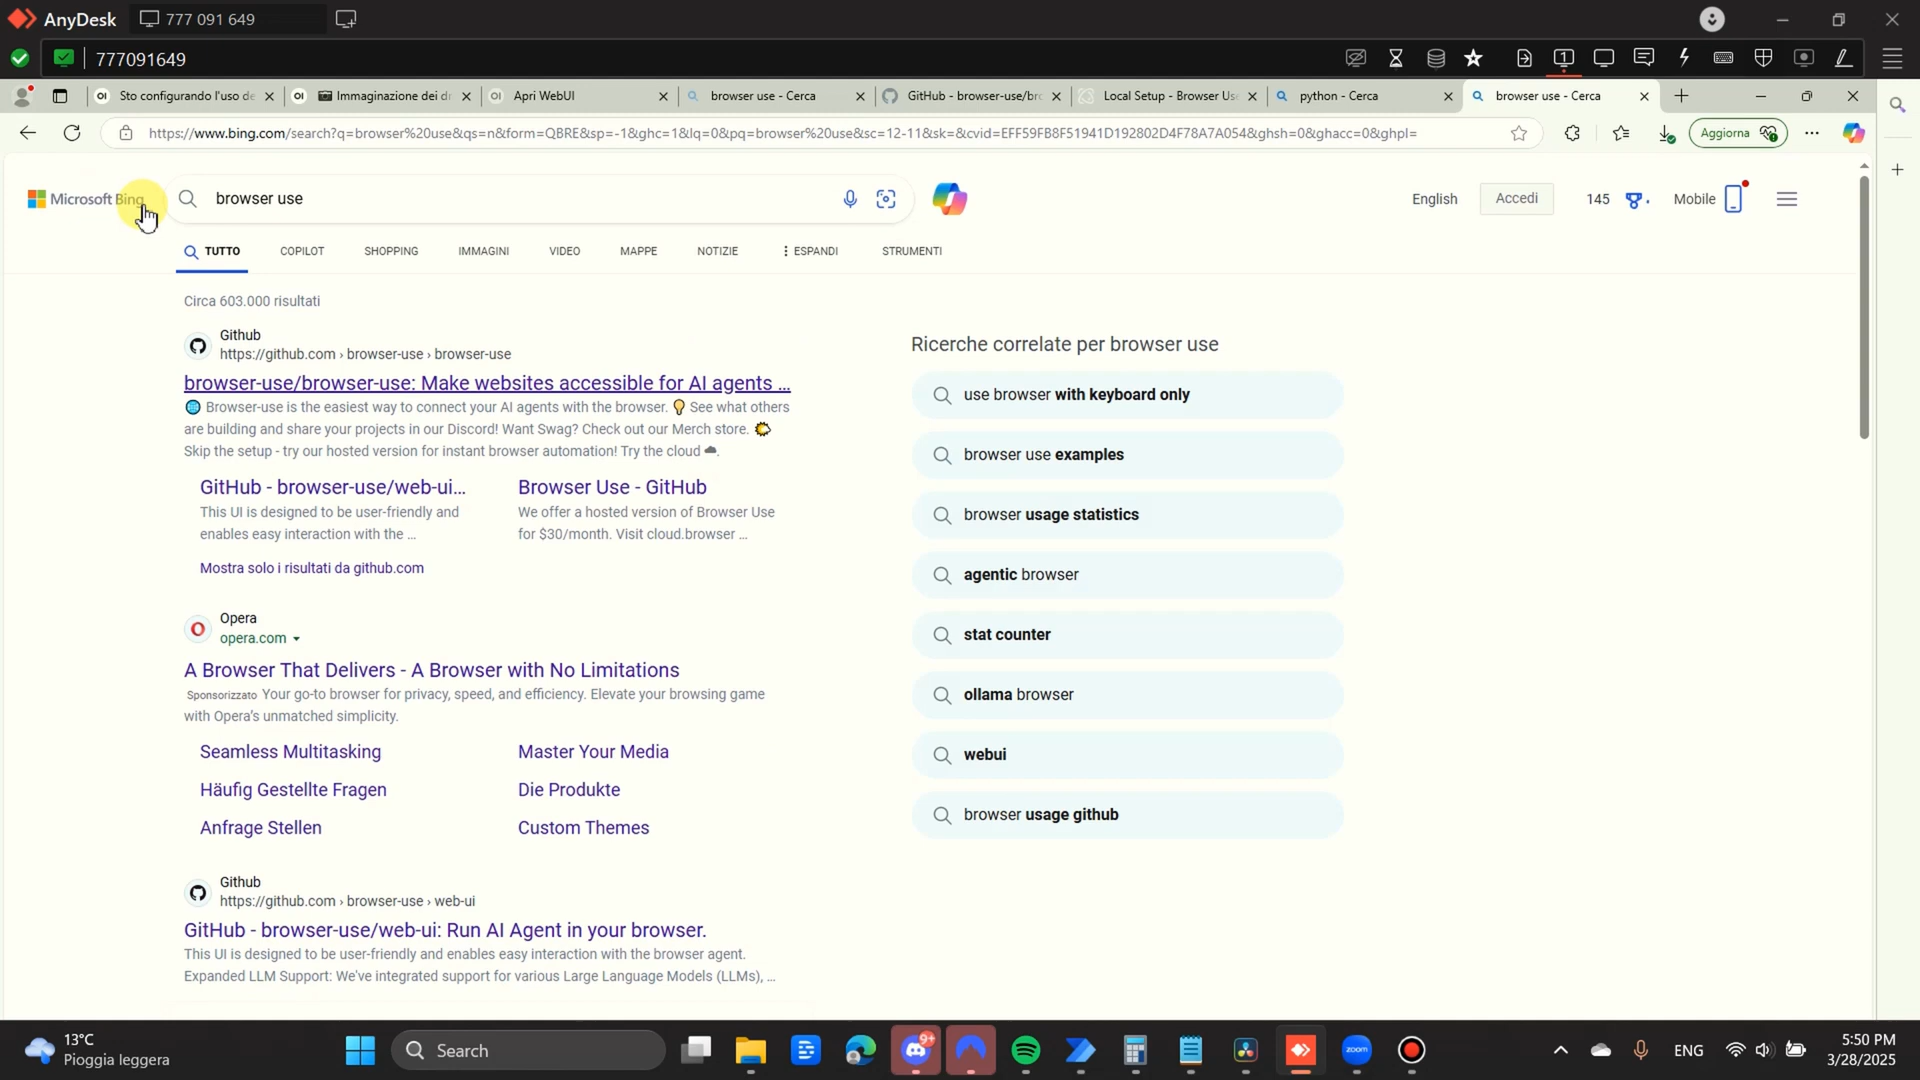 AnyDesk
777 091 649
777091649
Sto configurando l'uso de
Immaginazione dei dr
Apri WebUI
browser use - Cerca
GitHub - browser-use/bro
Local Setup - Browser Use
python - Cerca
browser use - Cerca
https://www.bing.com/search?q=browser%20use&qs=n&form=QBRE&sp=-1&ghc=1&lq=0&pq=browser%20use&sc=12-11&sk=&cvid=EFF59FB8F51941D192802D4F78A7A054&ghsh=0&ghacc=0&ghpl=
Aggiorna
Microsoft Bing
browser use
English
Accedi
145
Mobile
TUTTO
COPILOT
SHOPPING
IMMAGINI
VIDEO
MAPPE
NOTIZIE
ESPANDI
STRUMENTI
Circa 603.000 risultati
Github
https://github.com › browser-use › browser-use
browser-use/browser-use: Make websites accessible for AI agents ...
Browser-use is the easiest way to connect your AI agents with the browser. See what others
are building and share your projects in our Discord! Want Swag? Check out our Merch store.
Skip the setup - try our hosted version for instant browser automation! Try the cloud
GitHub - browser-use/web-ui...
This UI is designed to be user-friendly and
enables easy interaction with the ...
Browser Use - GitHub
We offer a hosted version of Browser Use
for $30/month. Visit cloud.browser ...
Mostra solo i risultati da github.com
Opera
opera.com
A Browser That Delivers - A Browser with No Limitations
Sponsorizzato Your go-to browser for privacy, speed, and efficiency. Elevate your browsing game
with Opera's unmatched simplicity.
Seamless Multitasking
Master Your Media
Häufig Gestellte Fragen
Die Produkte
Anfrage Stellen
Custom Themes
Github
https://github.com › browser-use › web-ui
GitHub - browser-use/web-ui: Run AI Agent in your browser.
This UI is designed to be user-friendly and enables easy interaction with the browser agent.
Expanded LLM Support: We've integrated support for various Large Language Models (LLMs), ...
Ricerche correlate per browser use
use browser with keyboard only
browser use examples
browser usage statistics
agentic browser
stat counter
ollama browser
webui
browser usage github
13°C
Pioggia leggera
Search
9+
zoom
ENG
5:50 PM
3/28/2025